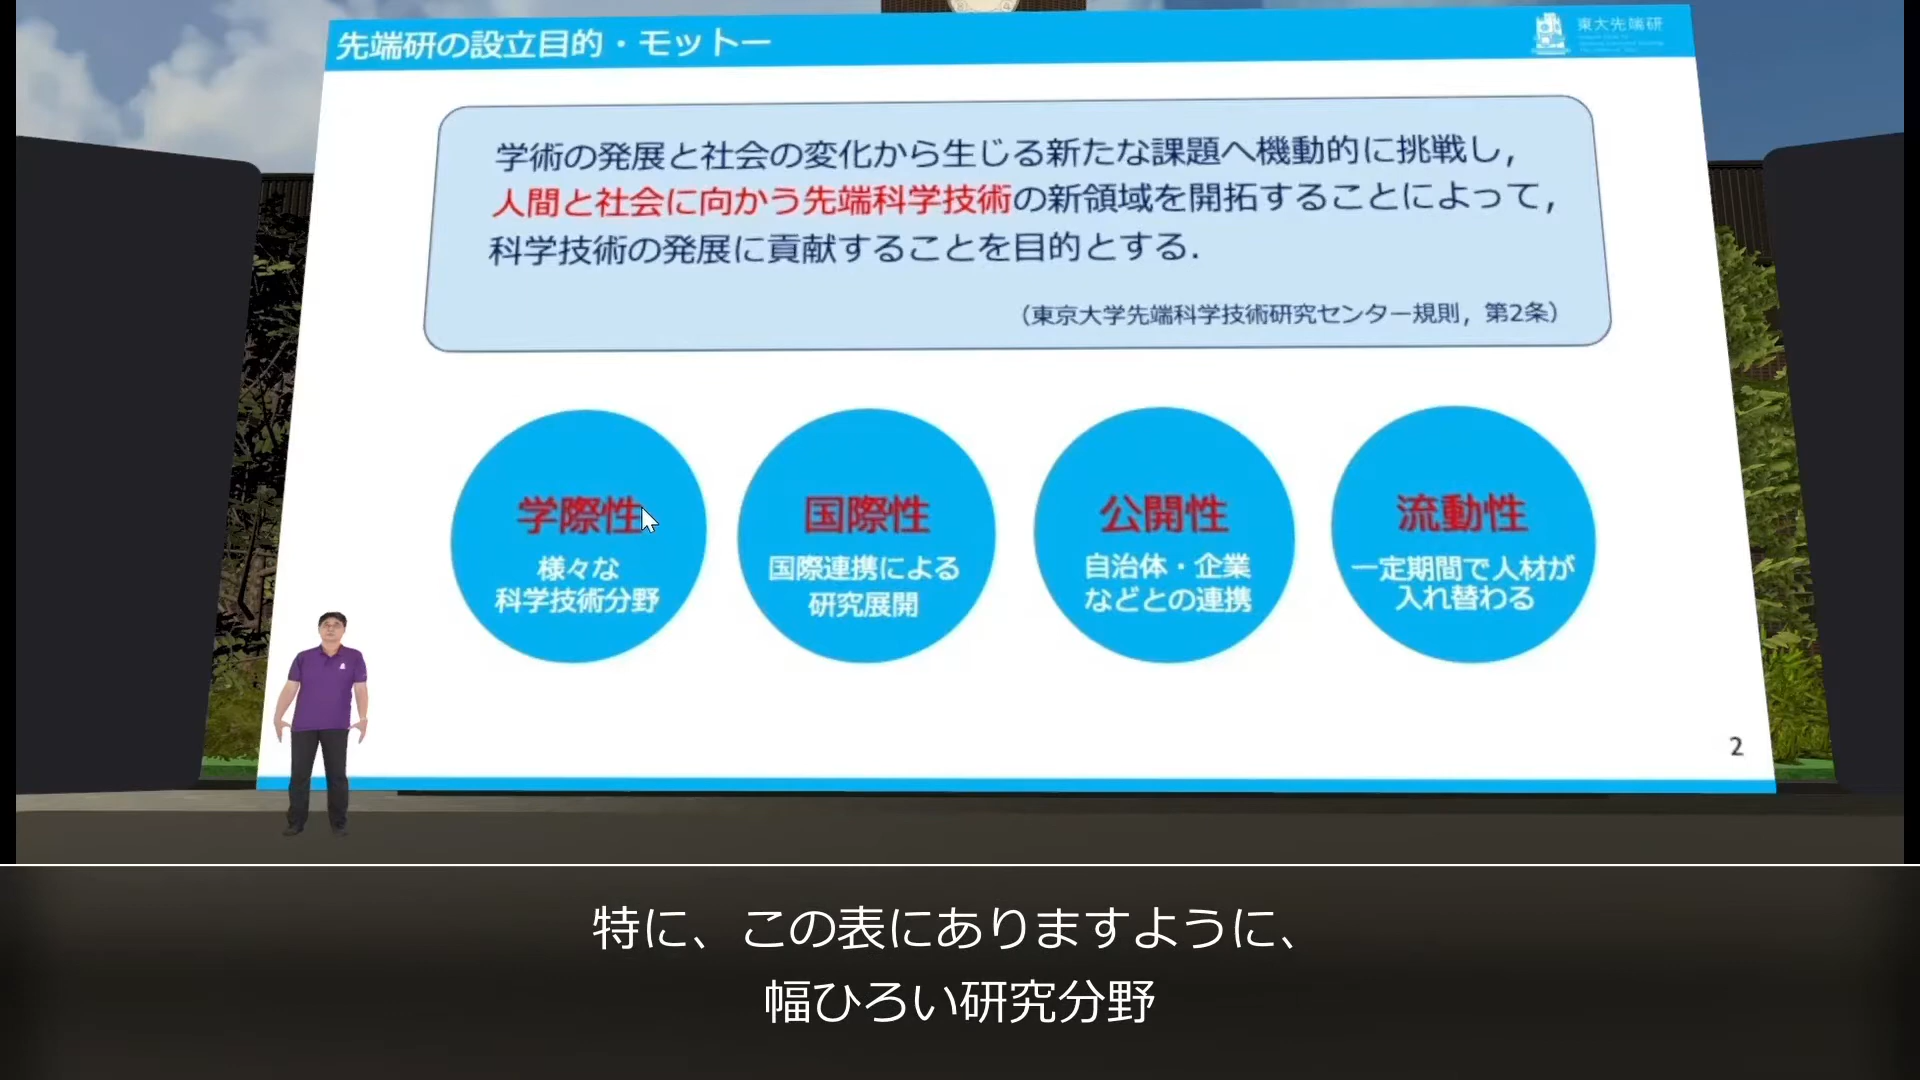 先端研の設立目的・モットー
東大先端研
学術の発展と社会の変化から生じる新たな課題へ機動的に挑戦し，
人間と社会に向かう先端科学技術の新領域を開拓することによって，
科学技術の発展に貢献することを目的とする．
（東京大学先端科学技術研究センター規則，第2条）
学際性
様々な
科学技術分野
国際性
国際連携による
研究展開
公開性
自治体・企業
などとの連携
流動性
一定期間で人材が
入れ替わる
2
特に、この表にありますように、
幅ひろい研究分野